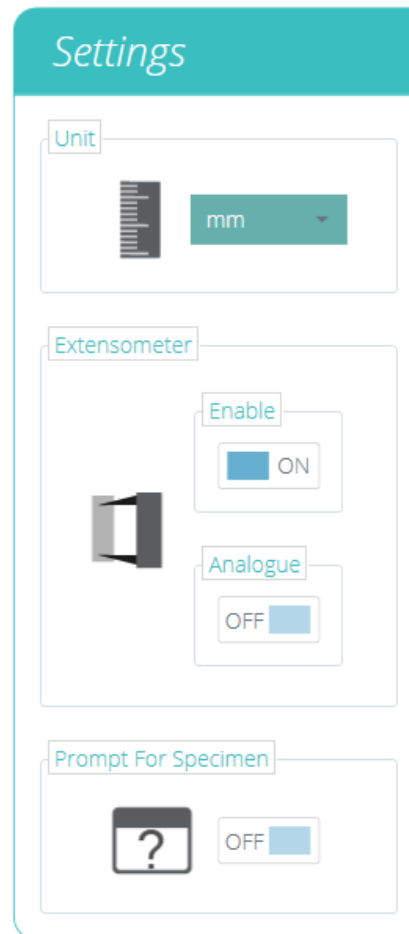 Settings
Unit
mm
Extensometer
Enable
ON
Analogue
OFF
Prompt For Specimen
?
OFF